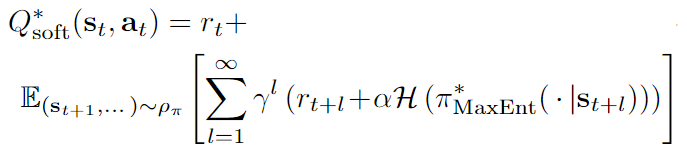 Q*soft(st, at) = rt+
𝔼(st+1,...)∼ρπ [∑∞l=1 γl (rt+l+αℋ (π*MaxEnt( · |st+l)))]